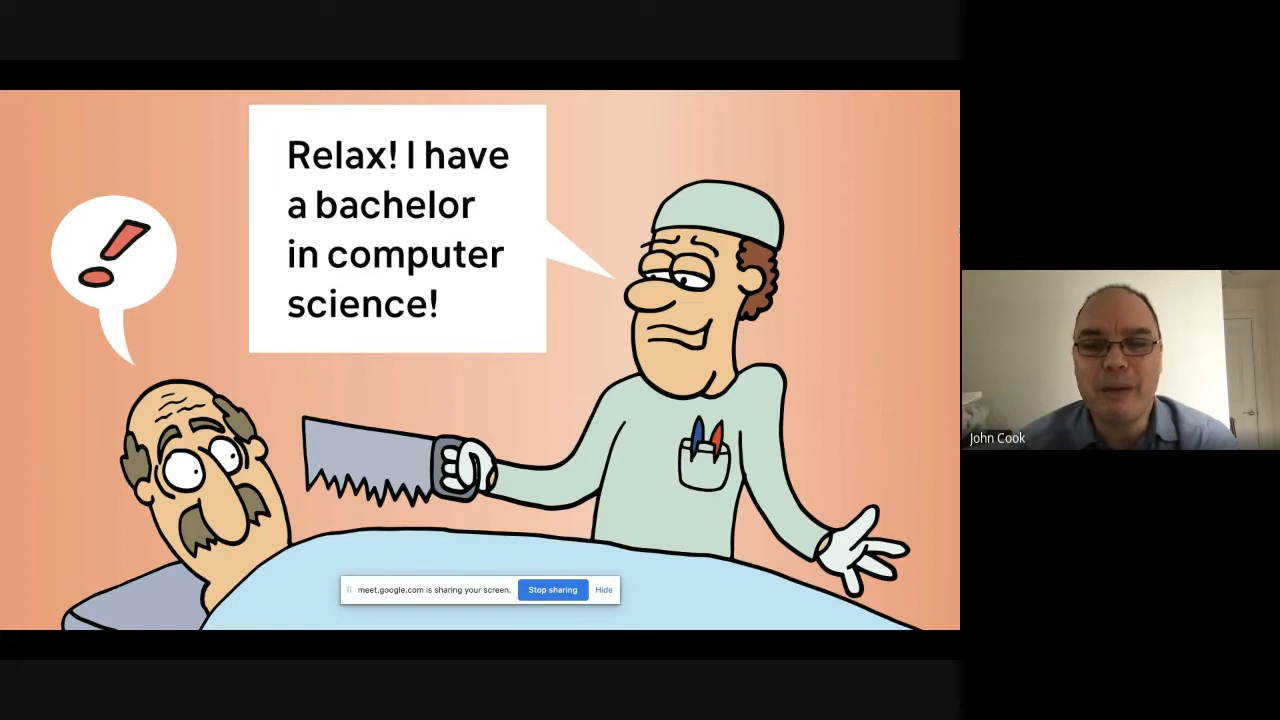 Relax! I have
a bachelor
in computer
science!
!
John Cook
meet.google.com is sharing your screen. Stop sharing Hide